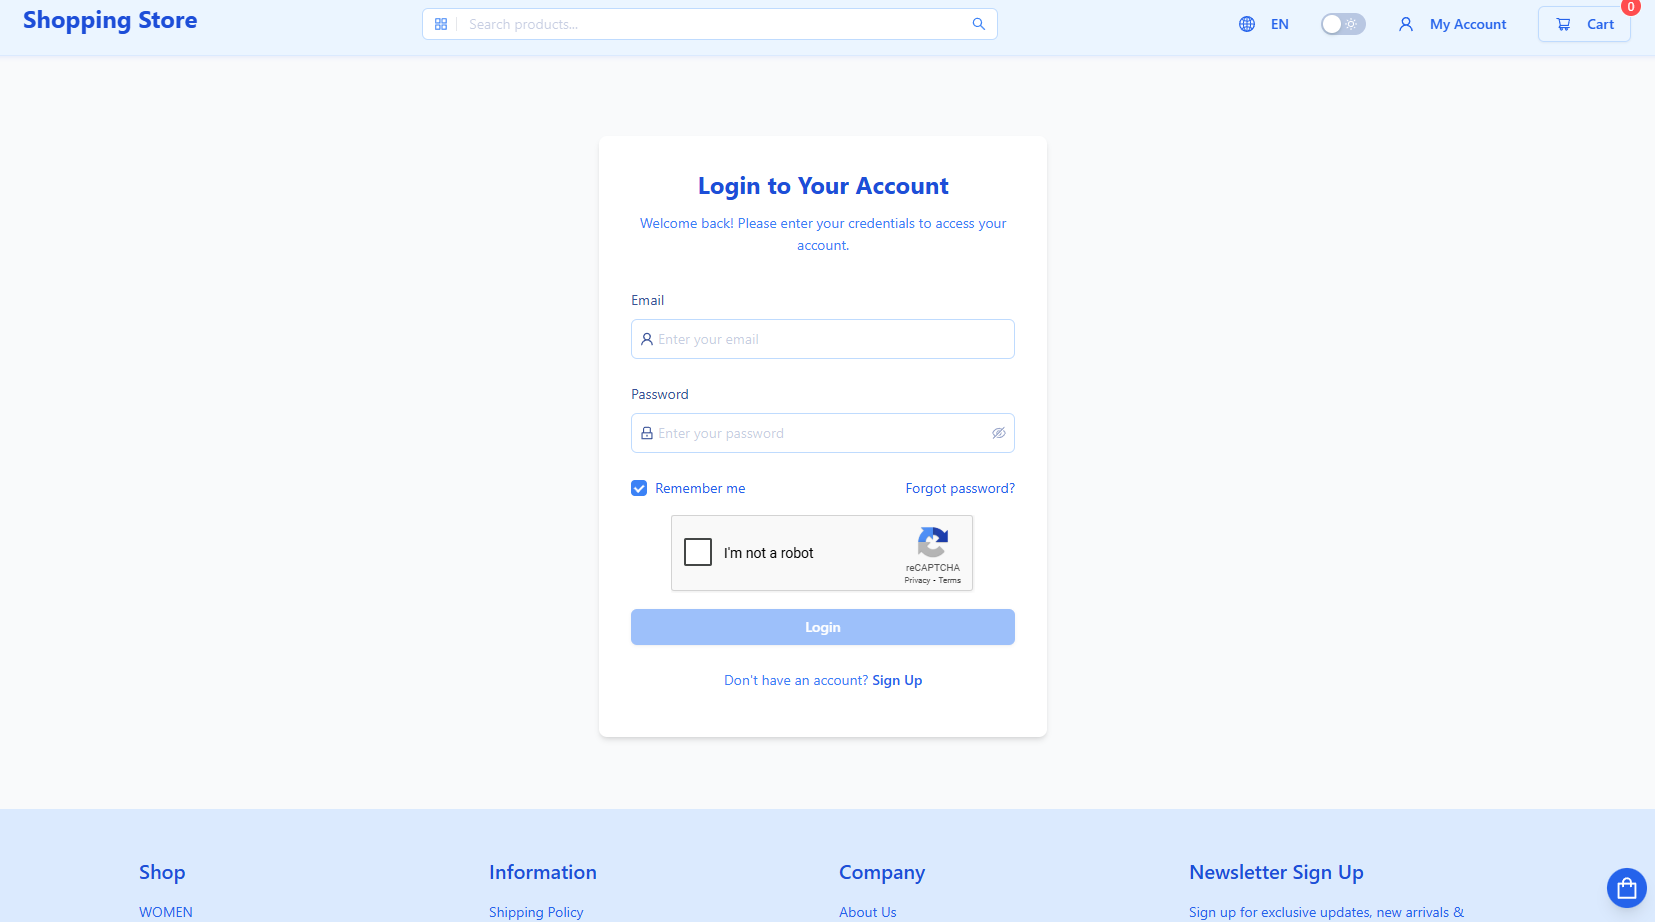 Shopping Store
Search products...
EN
My Account
Cart
0
Login to Your Account
Welcome back! Please enter your credentials to access your
account.
Email
Enter your email
Password
Enter your password
Remember me
Forgot password?
I'm not a robot
reCAPTCHA
Privacy - Terms
Login
Don't have an account? Sign Up
Shop
WOMEN
Information
Shipping Policy
Company
About Us
Newsletter Sign Up
Sign up for exclusive updates, new arrivals &